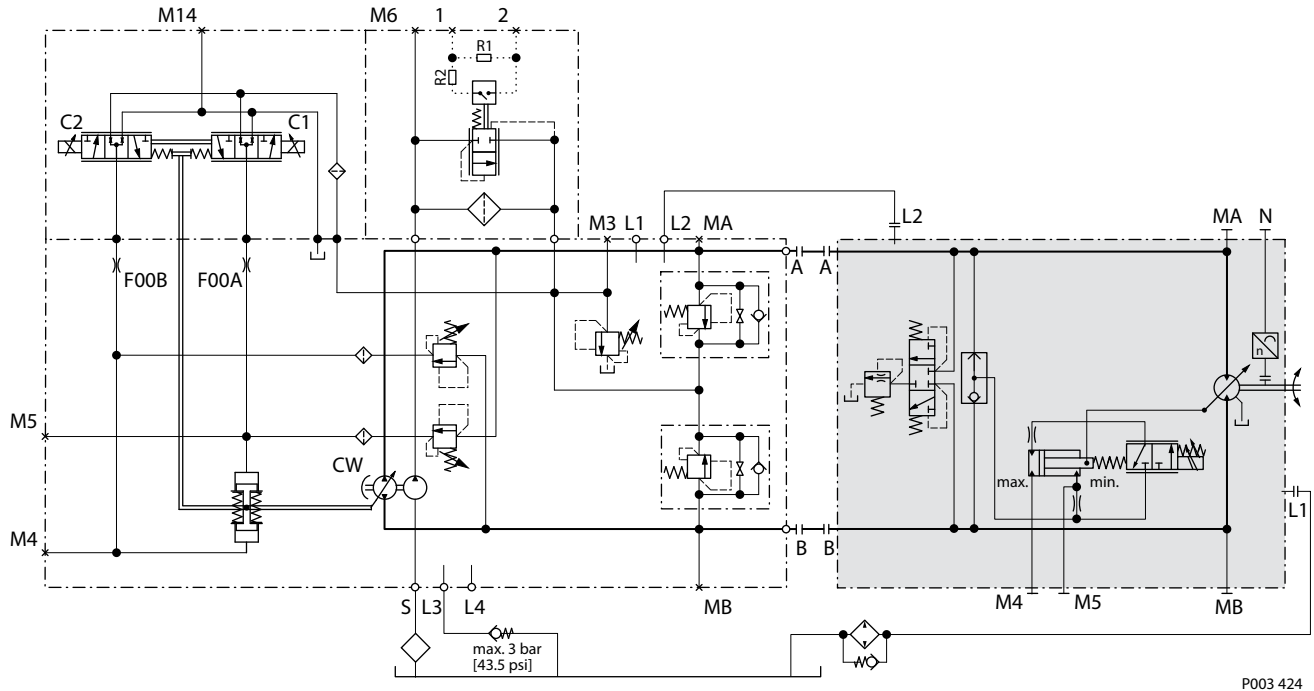 M14
M6
1
2
R1
R2
C2
C1
F00B
F00A
M3
L1
L2
MA
A
A
L2
MA
N
n
M5
CW
max.
min.
M4
L1
B
B
S
L3
L4
MB
M4
M5
MB
max. 3 bar
[43.5 psi]
P003 424